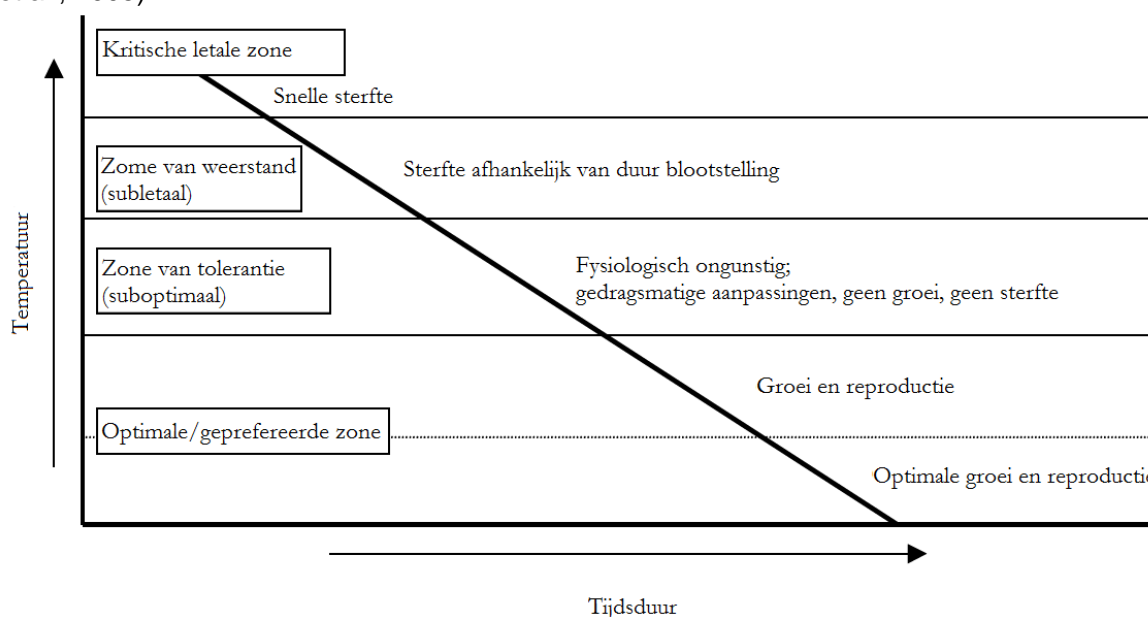 Kritische letale zone
Snelle sterfte
Zome van weerstand
(subletaal)
Sterfte afhankelijk van duur blootstelling
Zone van tolerantie
(suboptimaal)
Fysiologisch ongunstig;
gedragsmatige aanpassingen, geen groei, geen sterfte
Temperatuur
Groei en reproductie
Optimale/geprefereerde zone
Optimale groei en reproductie
Tijdsduur